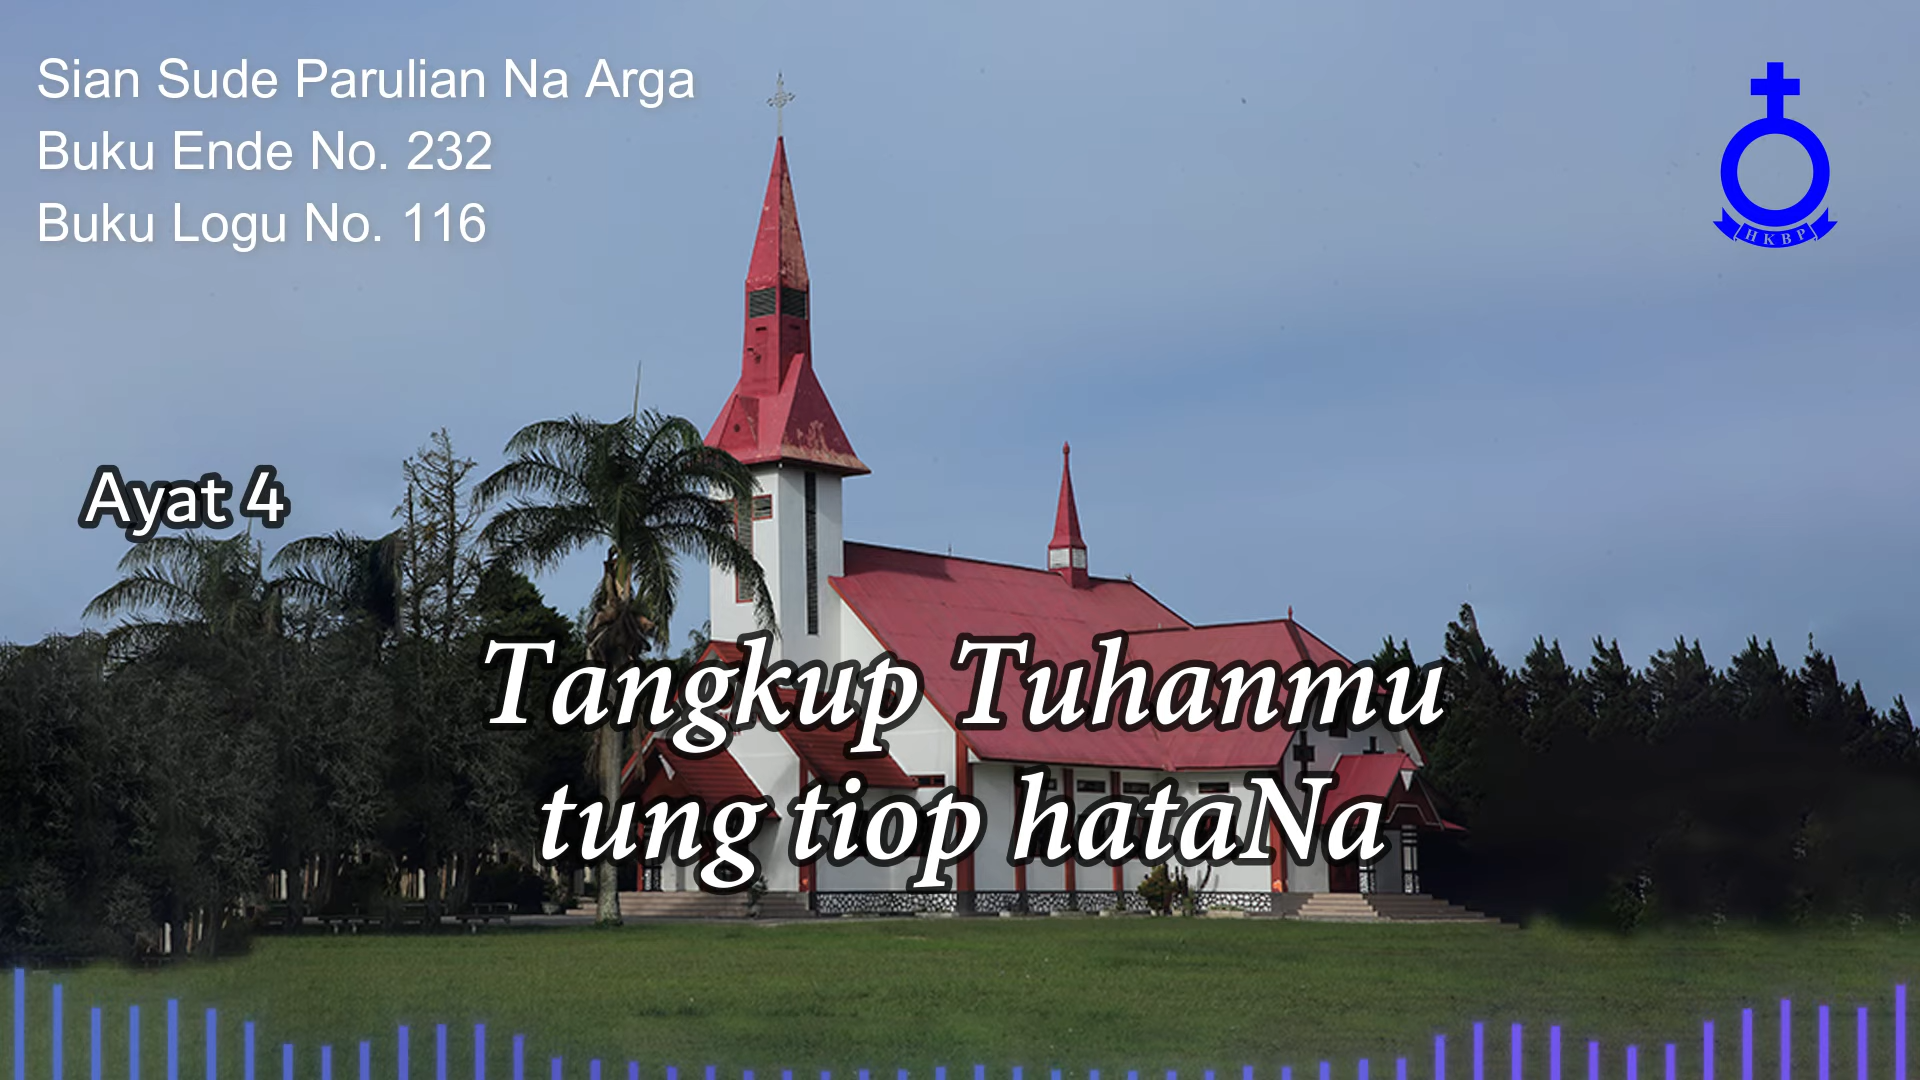 Sian Sude Parulian Na Arga
Buku Ende No. 232
Buku Logu No. 116
HKBP
Ayat 4
Tangkup Tuhanmu
tung tiop hataNa